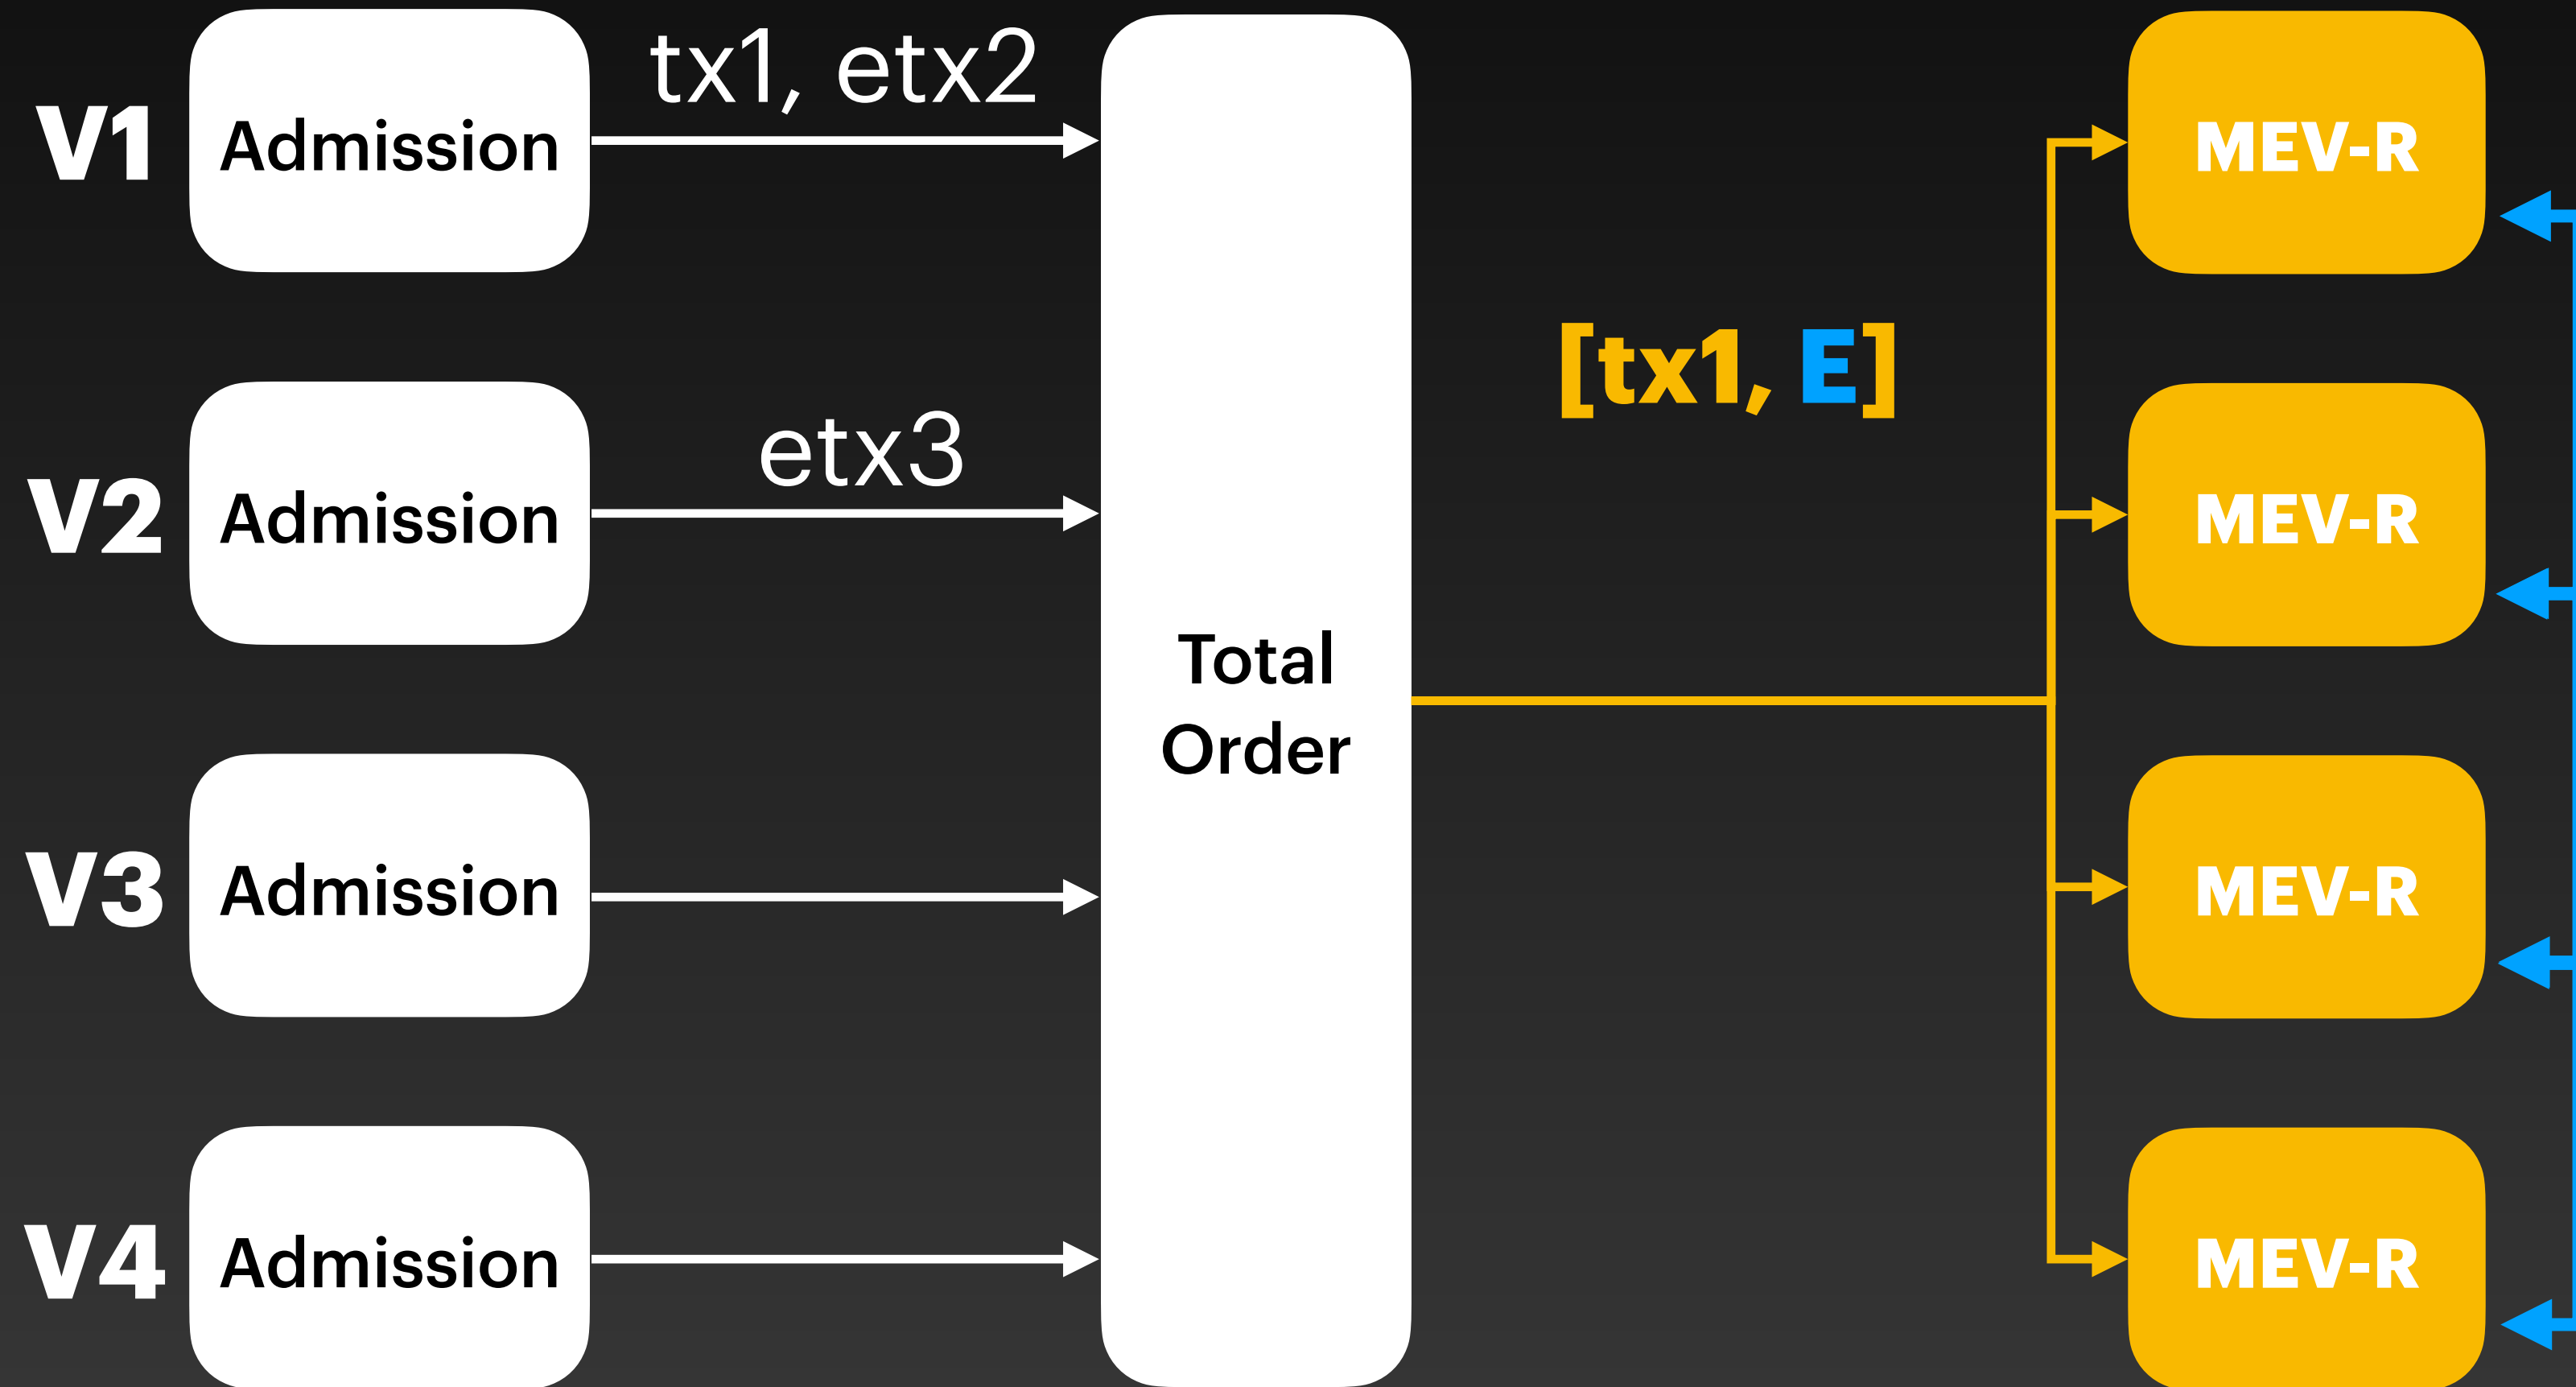 V1
Admission
tx1, etx2
MEV-R
[tx1, E]
V2
Admission
etx3
MEV-R
Total
Order
V3
Admission
MEV-R
V4
Admission
MEV-R